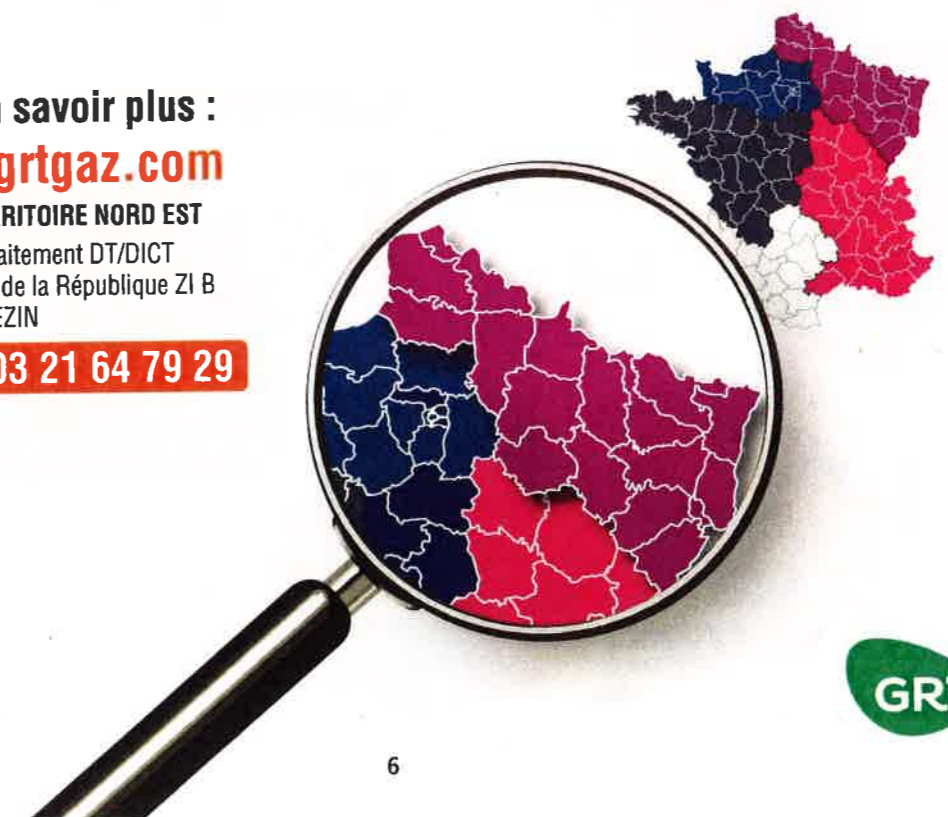 savoir plus :
grtgaz.com
RITOIRE NORD EST
aitement DT/DICT
de la République ZI B
EZIN
03 21 64 79 29
GR
6